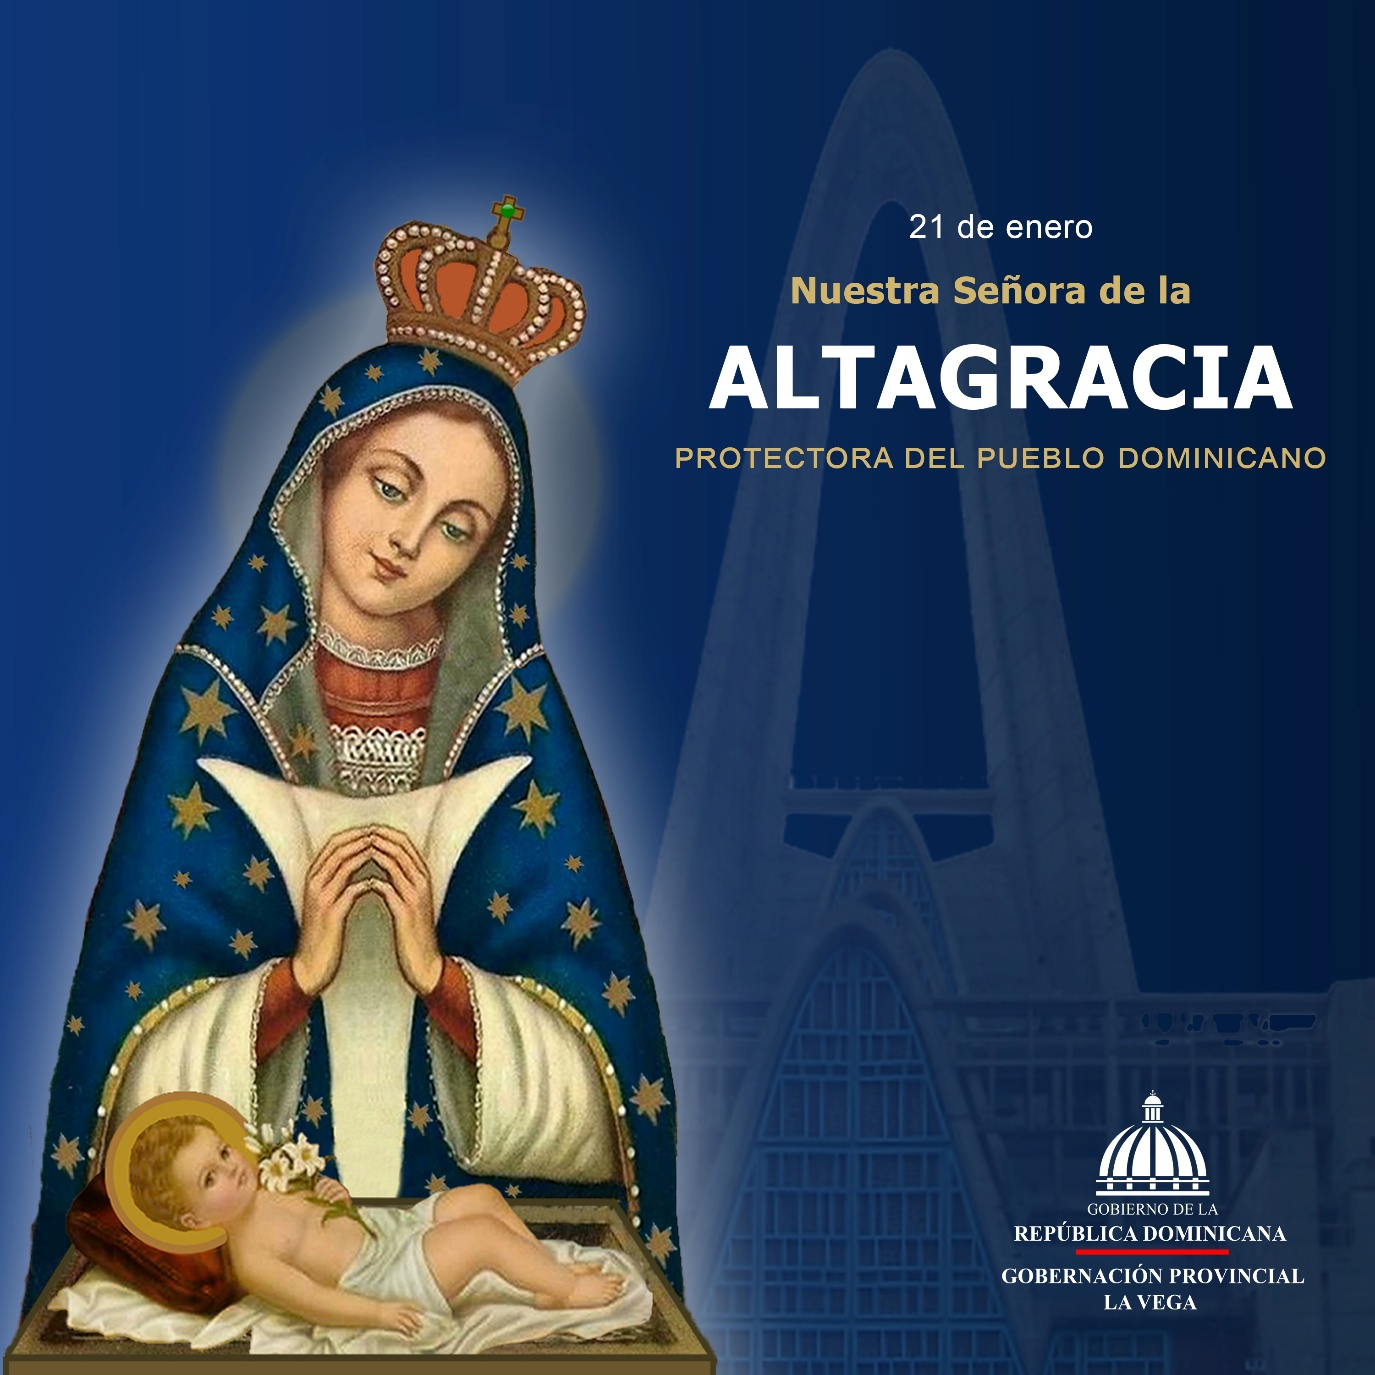 21 de enero
Nuestra Señora de la
ALTAGRACIA
PROTECTORA DEL PUEBLO DOMINICANO
GOBIERNO DE LA
REPÚBLICA DOMINICANA
GOBERNACIÓN PROVINCIAL
LA VEGA